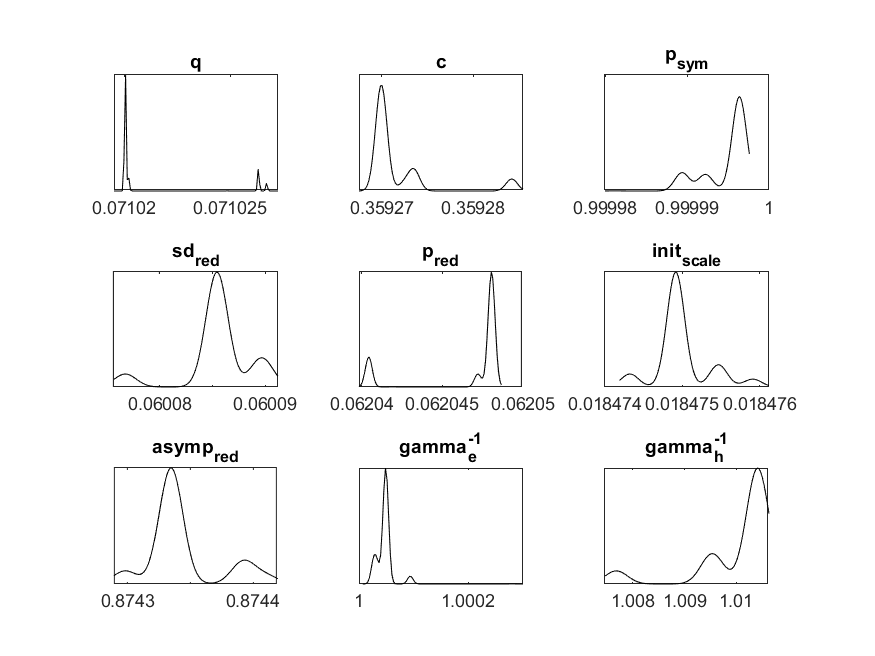 q c p_sym
0.07102 0.071025 0.35927 0.35928 0.99998 0.99999 1
sd_red p_red init_scale
0.06008 0.06009 0.06204 0.062045 0.06205 0.018474 0.018475 0.018476
asymp_red gamma_e^-1 gamma_h^-1
0.8743 0.8744 1 1.0002 1.008 1.009 1.01